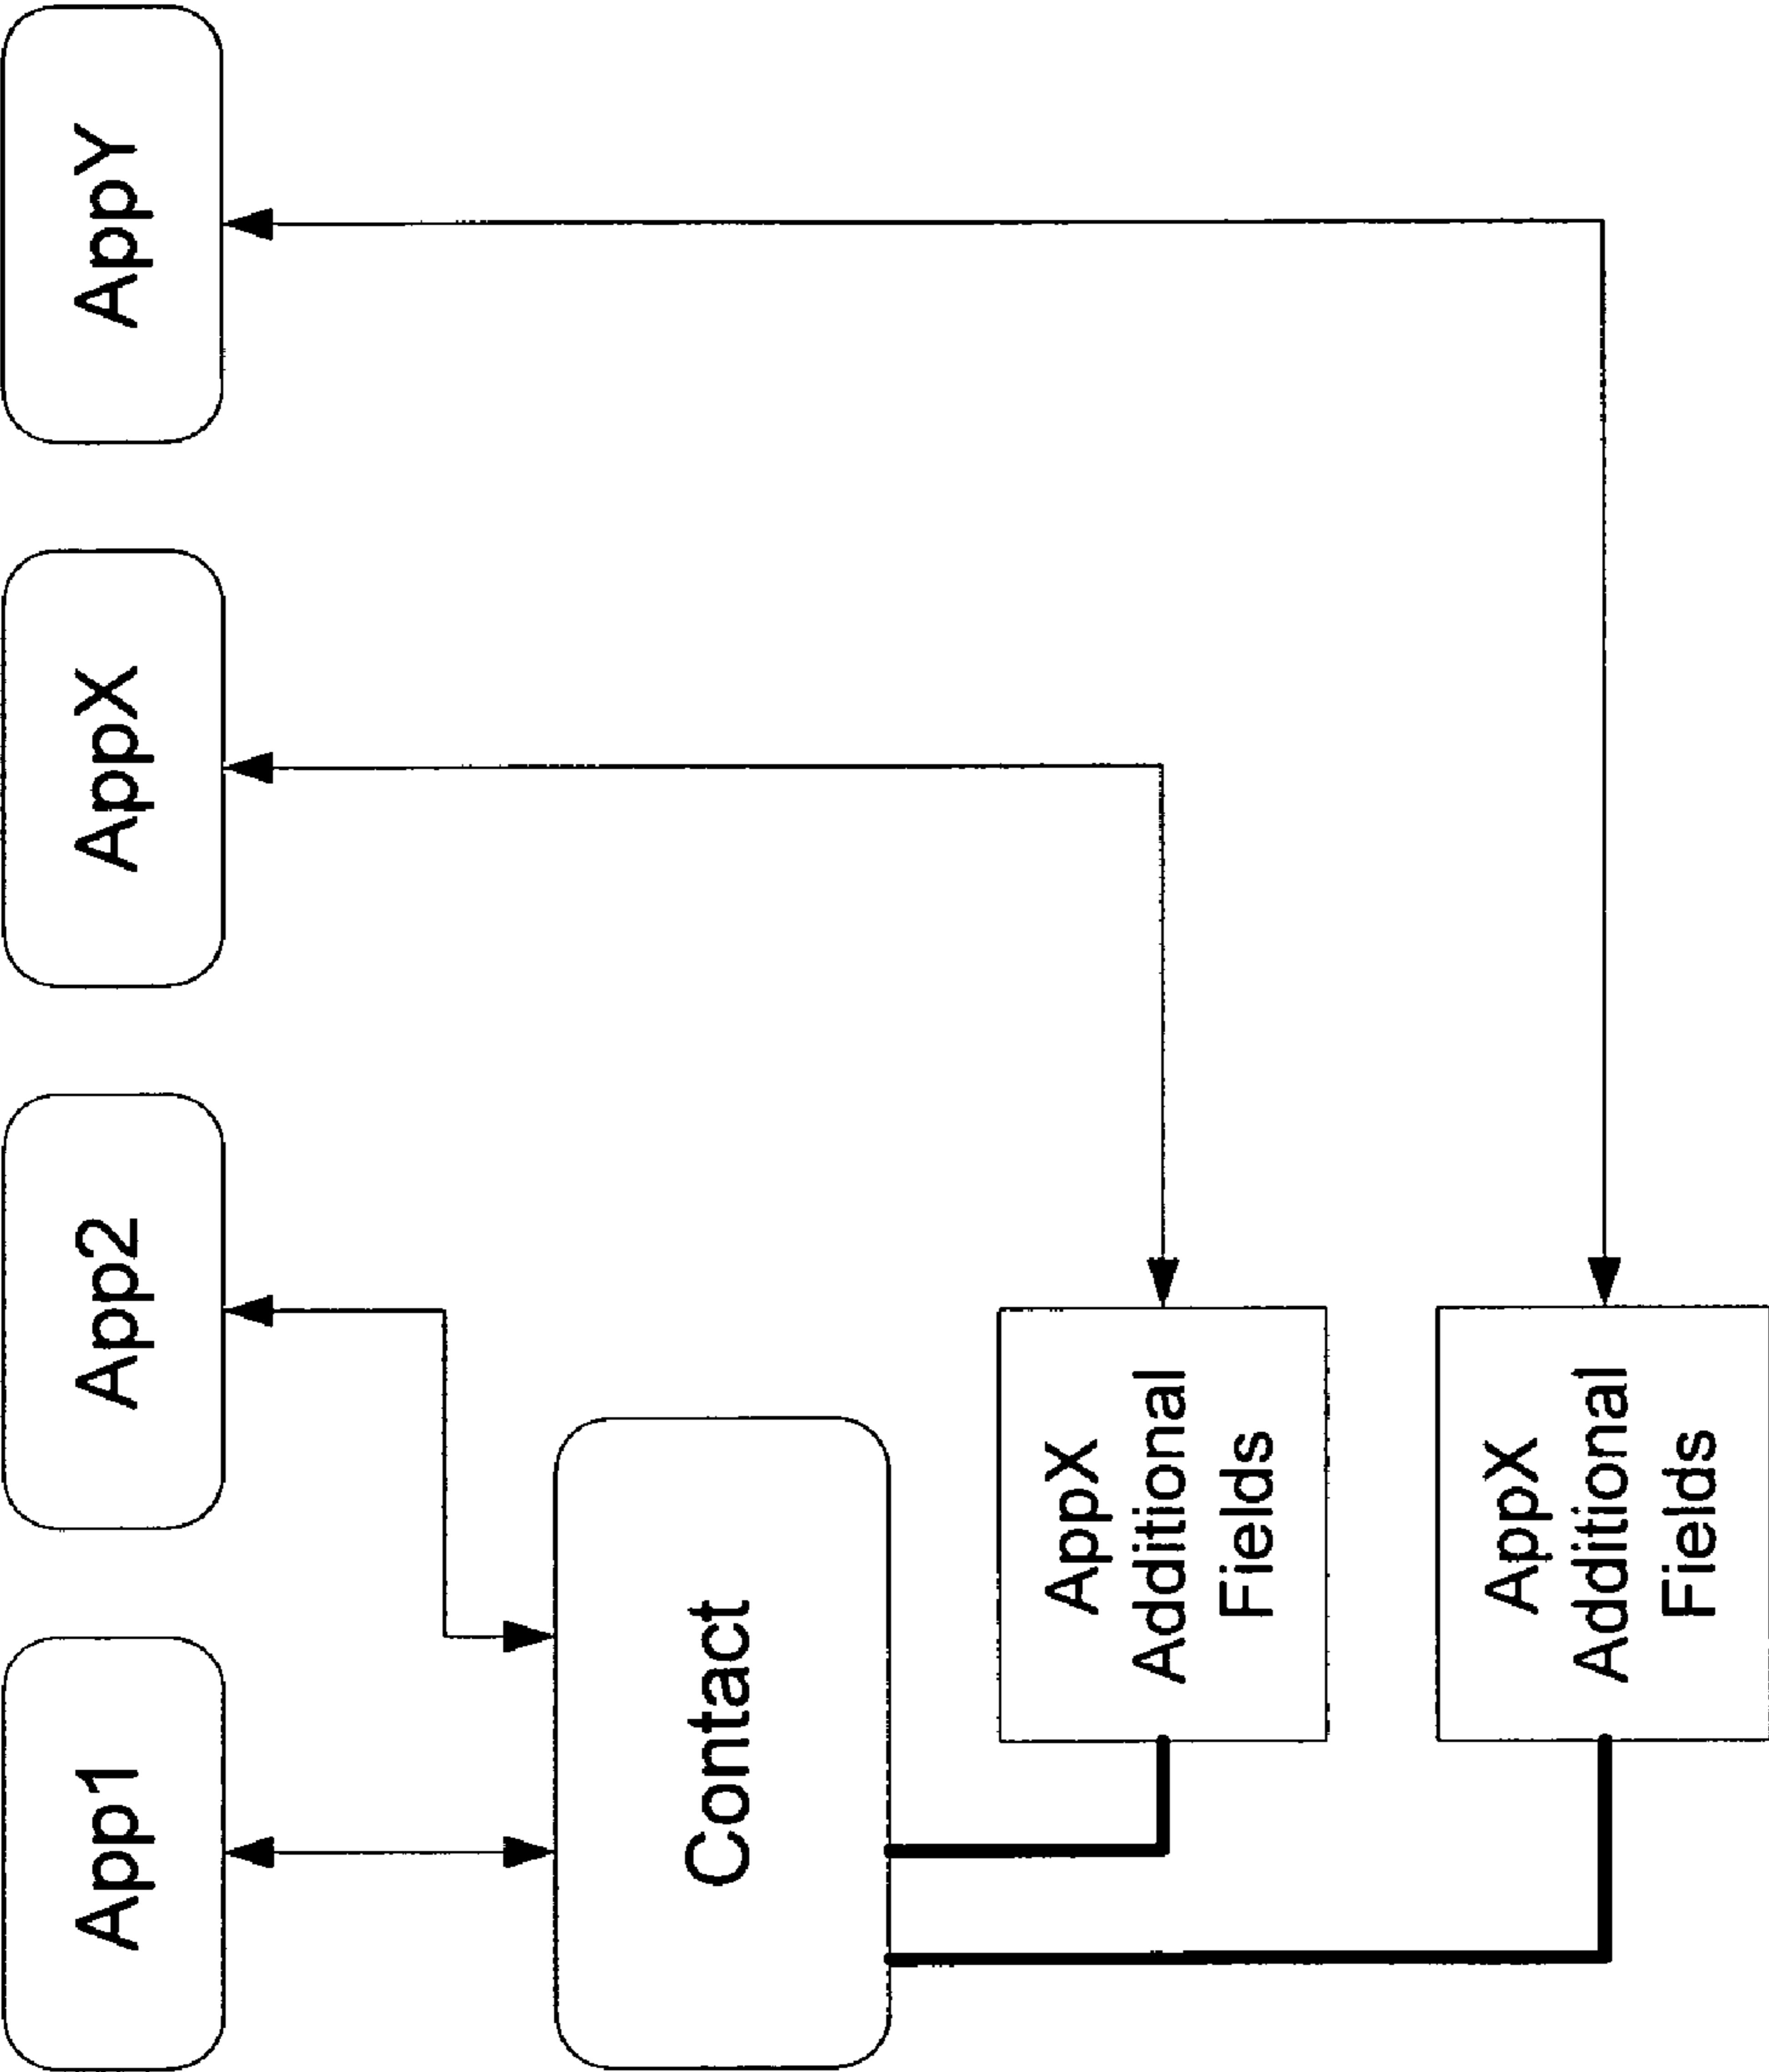 App1
App2
AppX
AppY
Contact
AppX
Additional
Fields
AppX
Additional
Fields